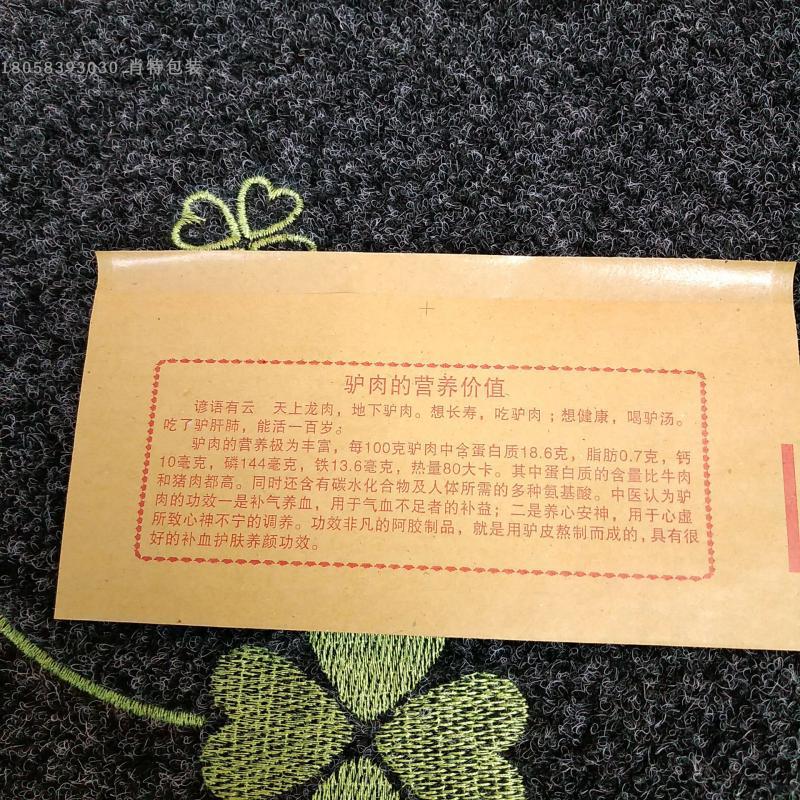 18058393030 肖特包装
驴肉的营养价值
谚语有云 天上龙肉，地下驴肉。想长寿，吃驴肉；想健康，喝驴汤。
吃了驴肝肺，能活一百岁。
驴肉的营养极为丰富，每100克驴肉中含蛋白质18.6克，脂肪0.7克，钙
10毫克，磷144毫克，铁13.6毫克，热量80大卡。其中蛋白质的含量比牛肉
和猪肉都高。同时还含有碳水化合物及人体所需的多种氨基酸。中医认为驴
肉的功效一是补气养血，用于气血不足者的补益；二是养心安神，用于心虚
所致心神不宁的调养。功效非凡的阿胶制品，就是用驴皮熬制而成的，具有很
好的补血护肤养颜功效。